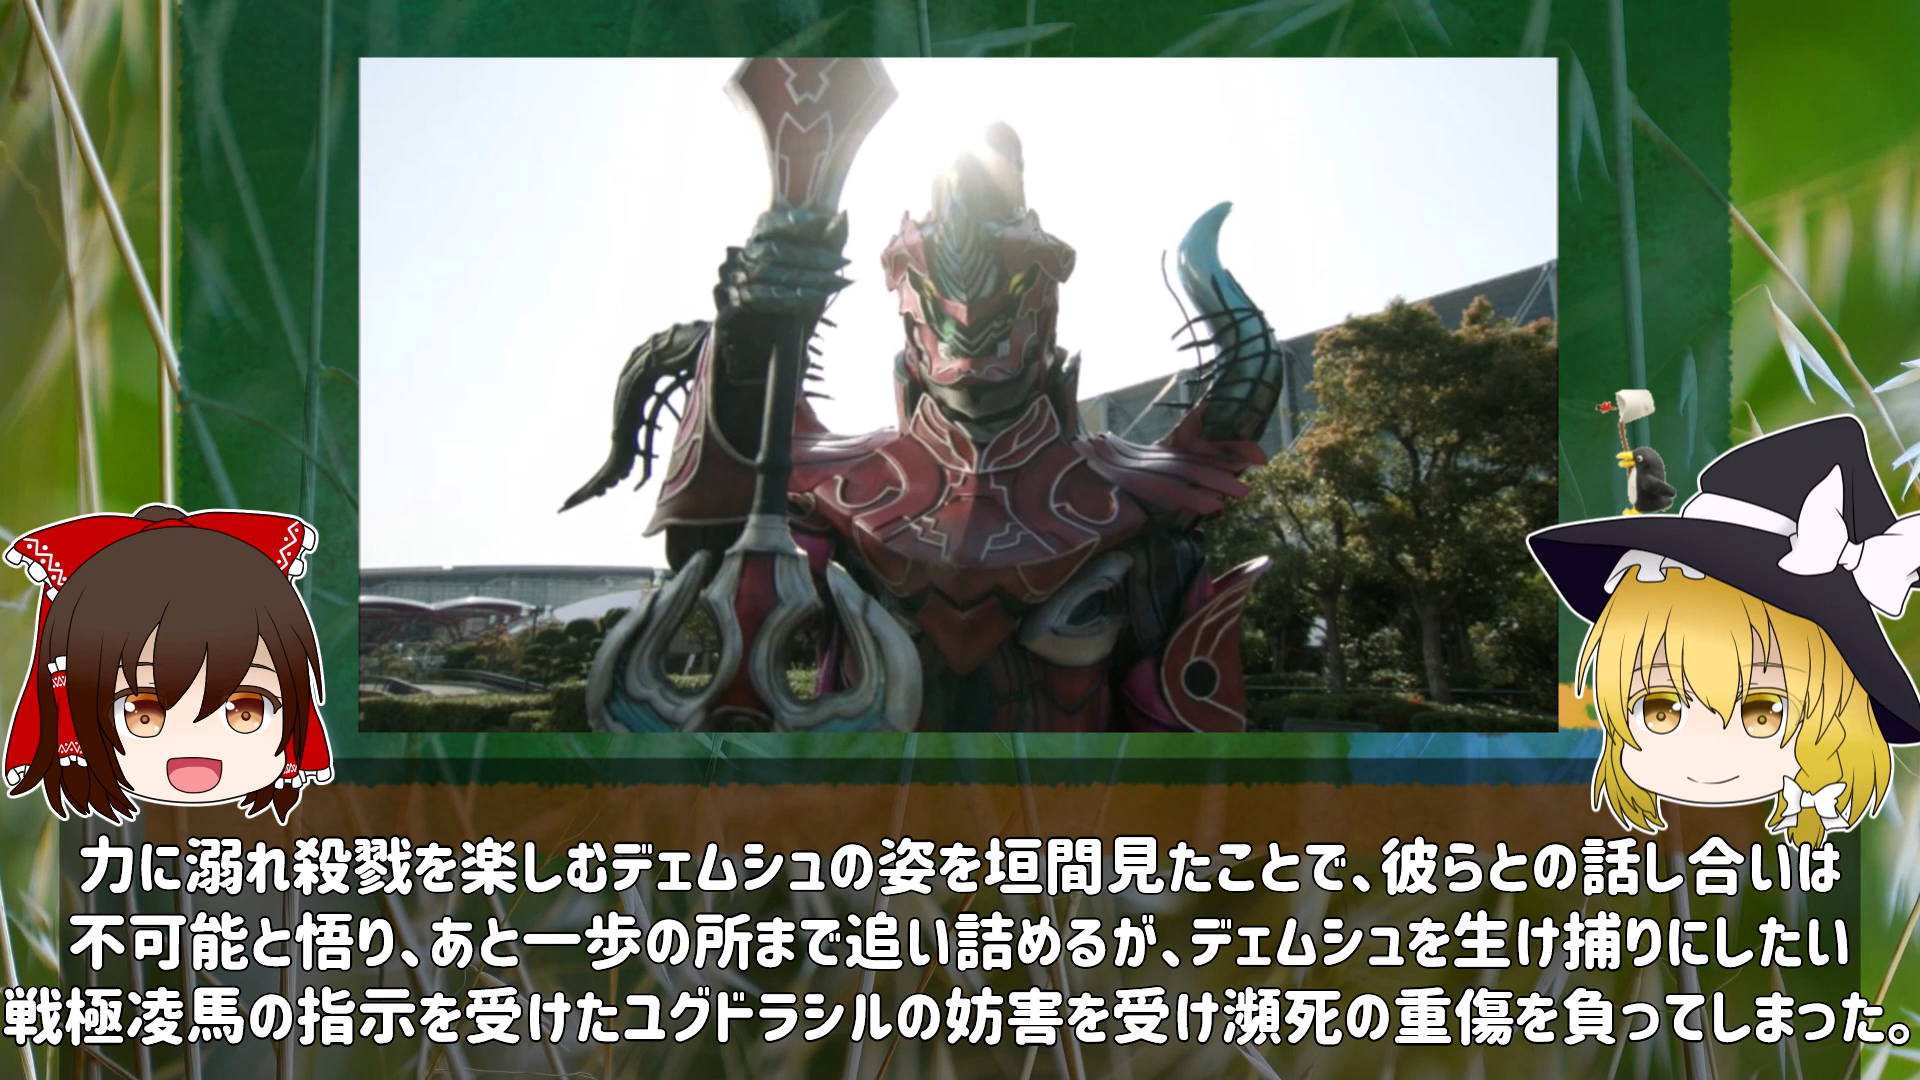 力に溺れ殺戮を楽しむデェムシュの姿を垣間見たことで、彼らとの話し合いは
不可能と悟り、あと一歩の所まで追い詰めるが、デェムシュを生け捕りにしたい
戦極凌馬の指示を受けたユグドラシルの妨害を受け瀕死の重傷を負ってしまった。